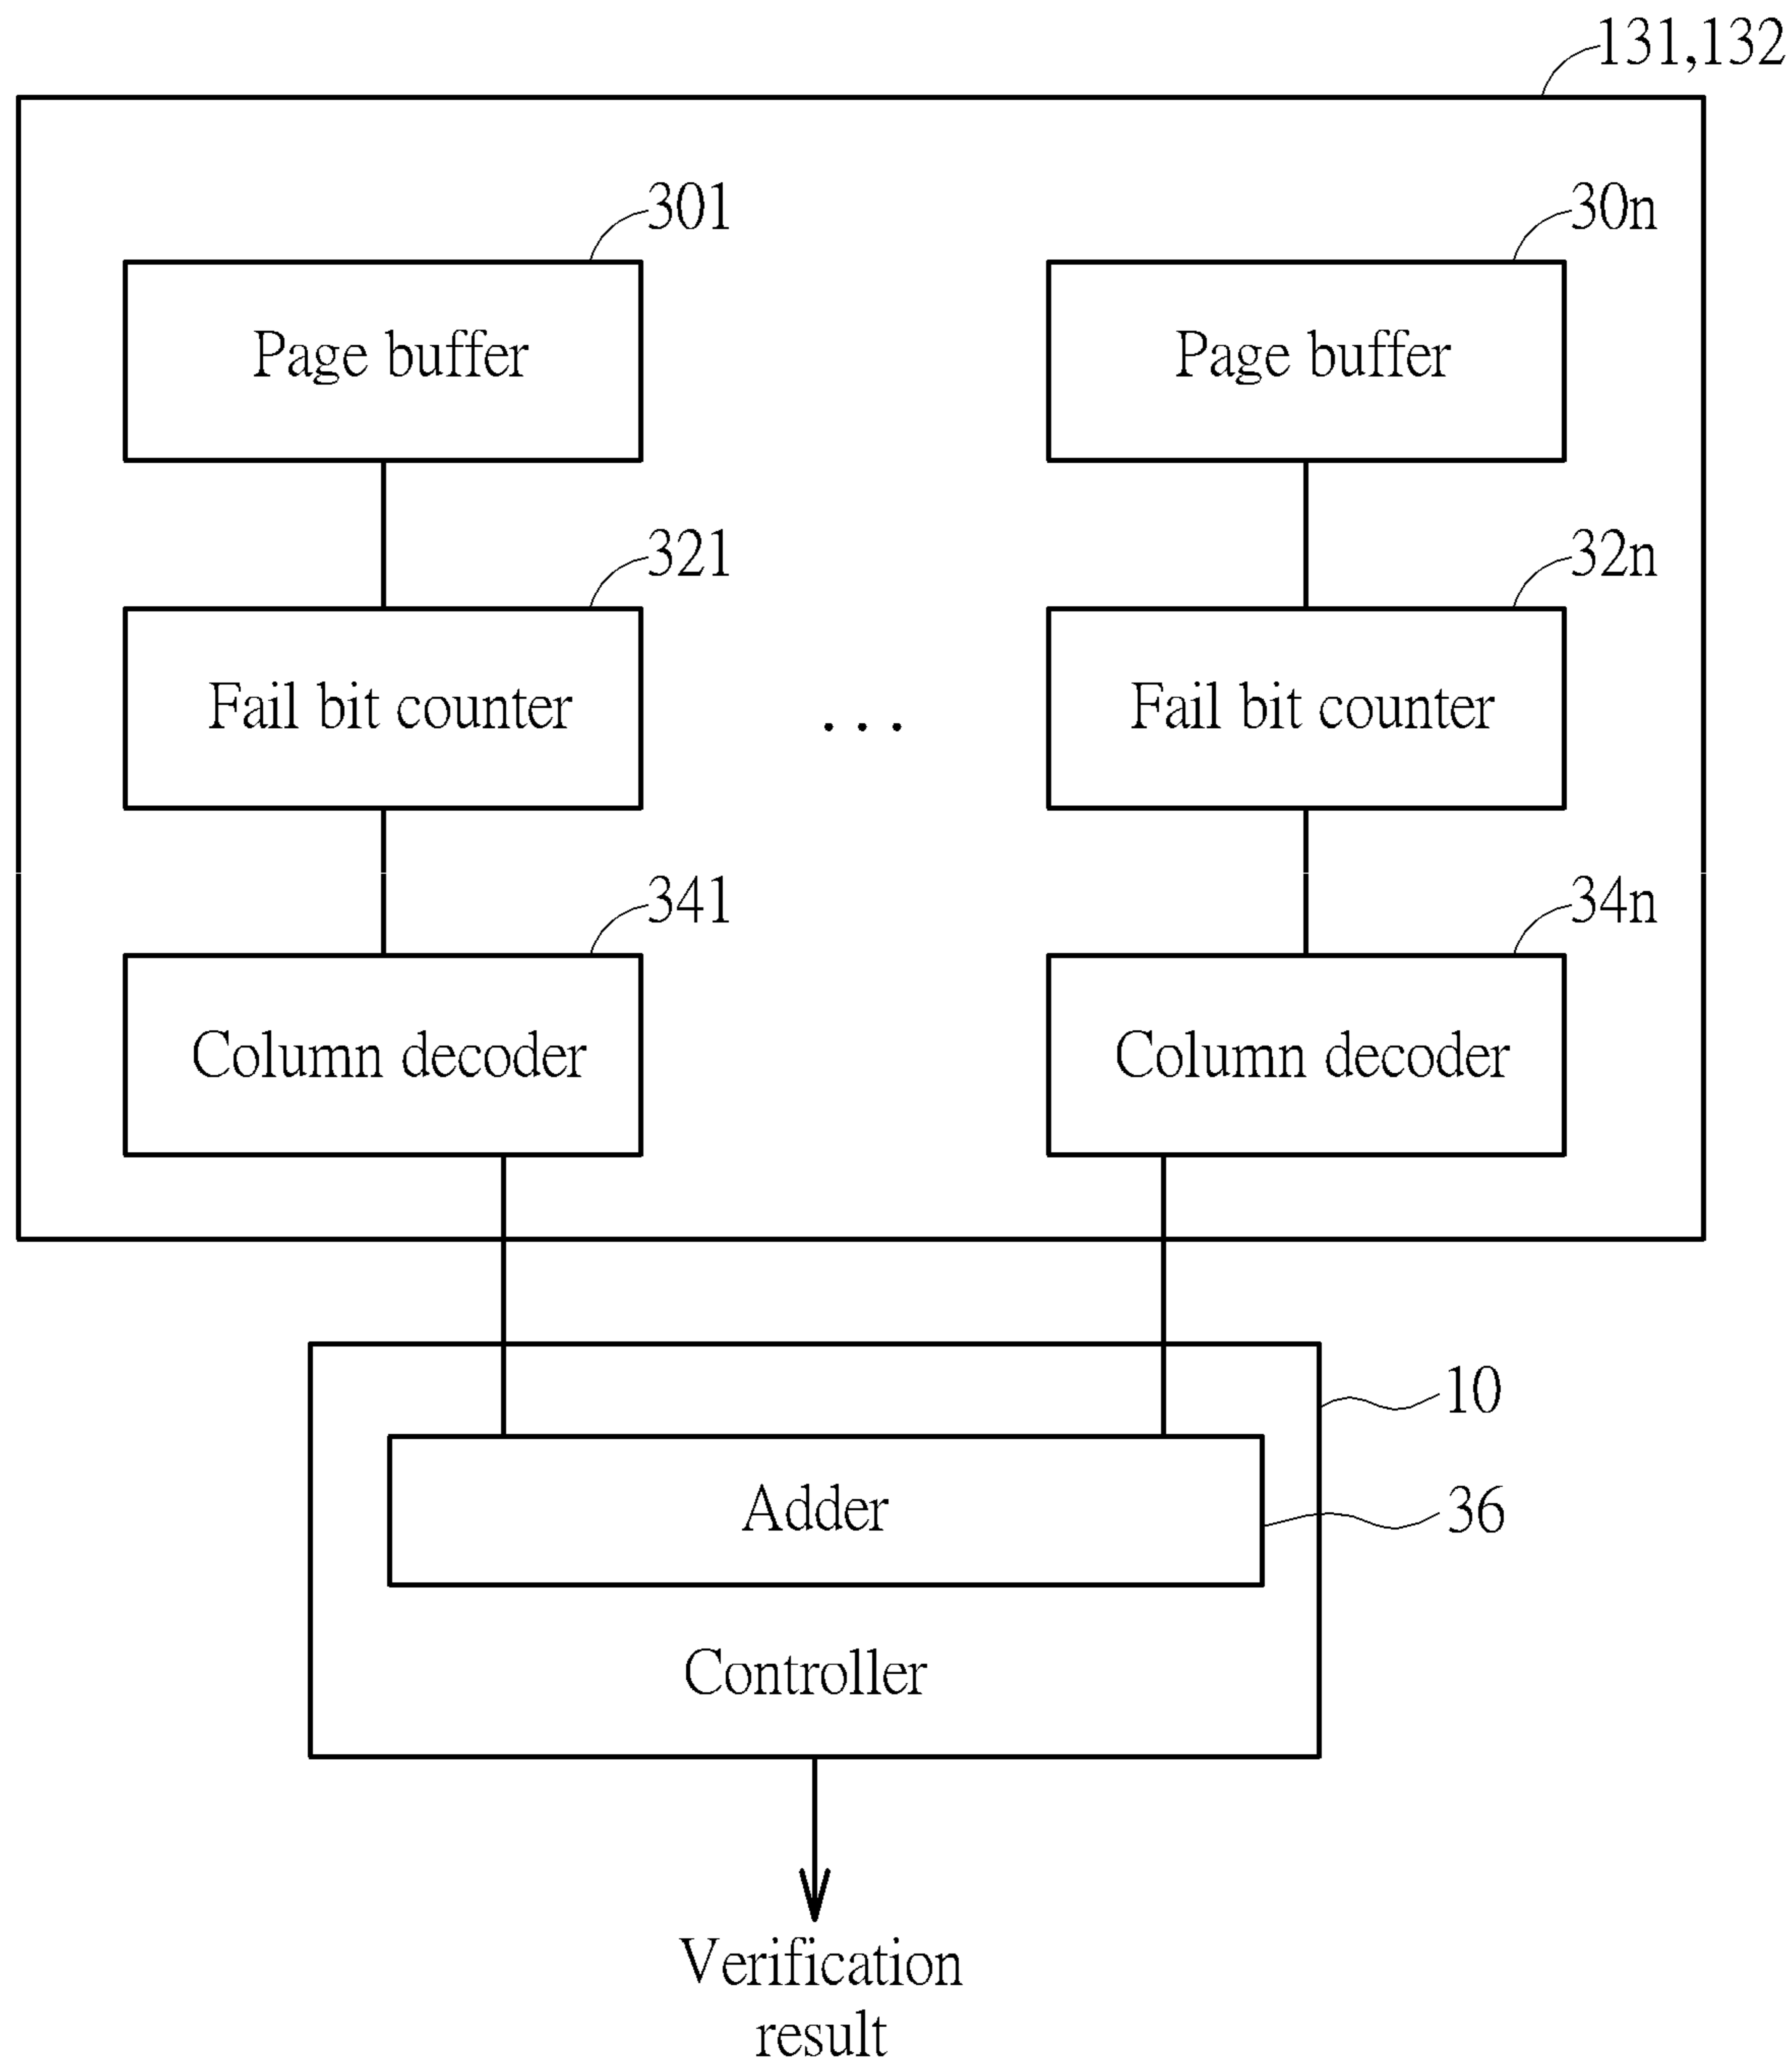 131,132
301
30n
Page buffer
Page buffer
321
32n
Fail bit counter
...
Fail bit counter
341
34n
Column decoder
Column decoder
10
Adder
36
Controller
Verification
result